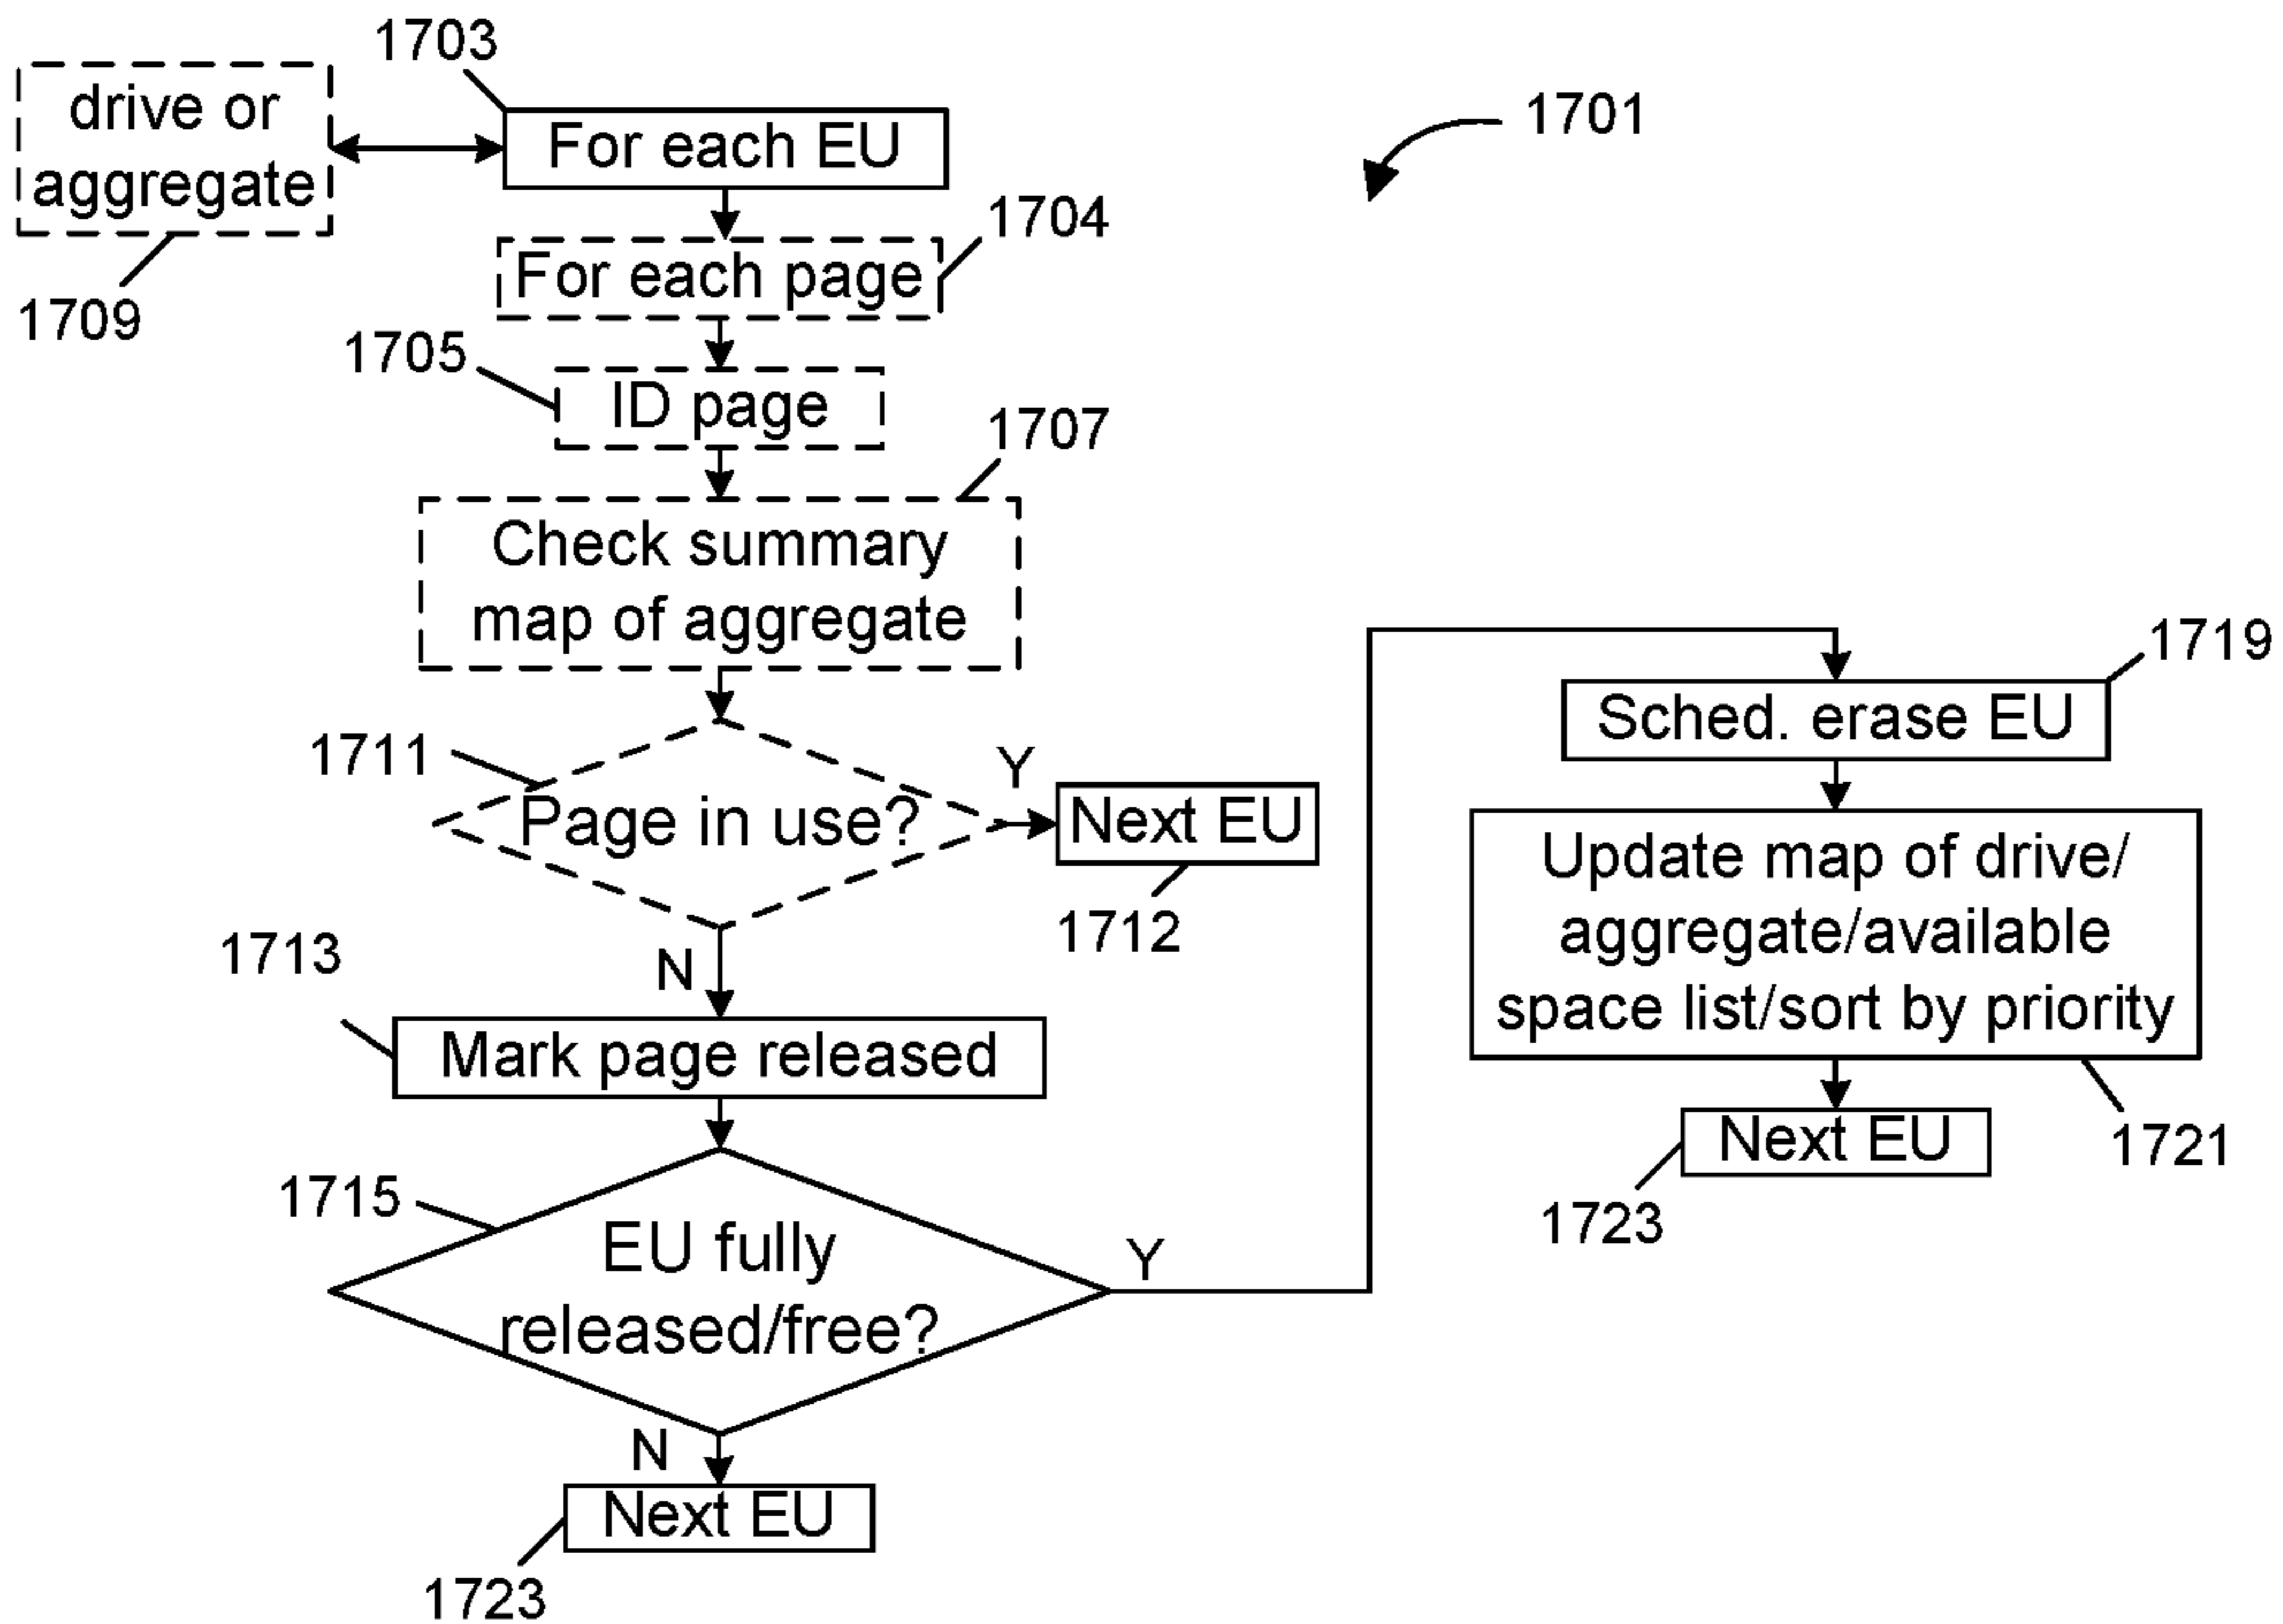 1703
drive or
aggregate
For each EU
1701
1704
For each page
1709
1705
ID page
1707
Check summary
map of aggregate
1711
Page in use?
Y
Next EU
1712
N
1713
Mark page released
1715
EU fully
released/free?
Y
N
Next EU
1723
1719
Sched. erase EU
Update map of drive/
aggregate/available
space list/sort by priority
1721
Next EU
1723